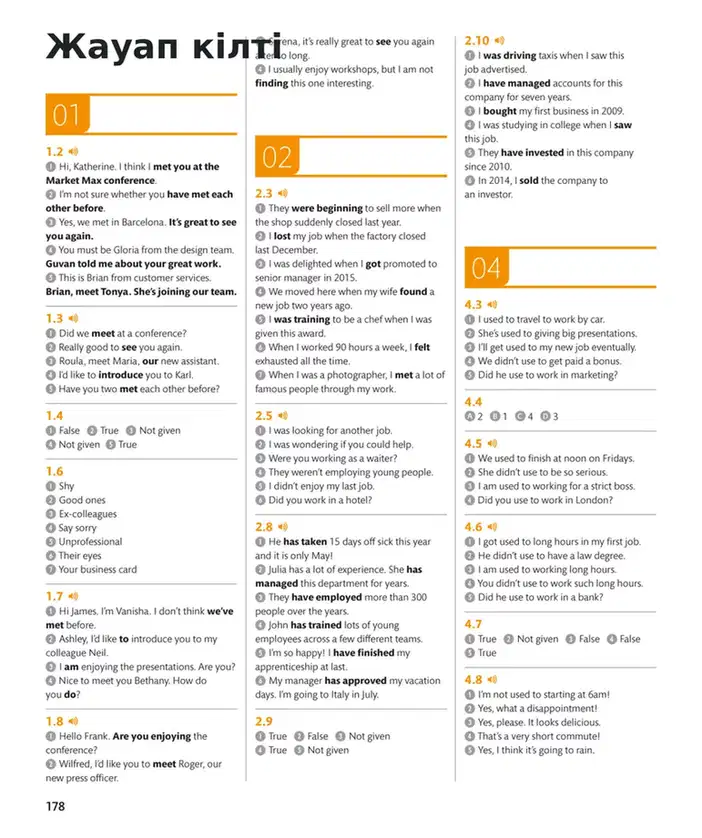 Жауап кілті
01
1.2
1 Hi, Katherine. I think I met you at the
Market Max conference.
2 I'm not sure whether you have met each
other before.
3 Yes, we met in Barcelona. It's great to see
you again.
4 You must be Gloria from the design team.
Guvan told me about your great work.
5 This is Brian from customer services.
Brian, meet Tonya. She's joining our team.
1.3
1 Did we meet at a conference?
2 Really good to see you again.
3 Roula, meet Maria, our new assistant.
4 I'd like to introduce you to Karl.
5 Have you two met each other before?
1.4
1 False 2 True 3 Not given
4 Not given 5 True
1.6
1 Shy
2 Good ones
3 Ex-colleagues
4 Say sorry
5 Unprofessional
6 Their eyes
7 Your business card
1.7
1 Hi James. I'm Vanisha. I don't think we've
met before.
2 Ashley, I'd like to introduce you to my
colleague Neil.
3 I am enjoying the presentations. Are you?
4 Nice to meet you Bethany. How do
you do?
1.8
1 Hello Frank. Are you enjoying the
conference?
2 Wilfred, I'd like you to meet Roger, our
new press officer.
it's really great to see you again
so long.
4 I usually enjoy workshops, but I am not
finding this one interesting.
02
2.3
1 They were beginning to sell more when
the shop suddenly closed last year.
2 I lost my job when the factory closed
last December.
3 I was delighted when I got promoted to
senior manager in 2015.
4 We moved here when my wife found a
new job two years ago.
5 I was training to be a chef when I was
given this award.
6 When I worked 90 hours a week, I felt
exhausted all the time.
7 When I was a photographer, I met a lot of
famous people through my work.
2.5
1 I was looking for another job.
2 I was wondering if you could help.
3 Were you working as a waiter?
4 They weren't employing young people.
5 I didn't enjoy my last job.
6 Did you work in a hotel?
2.8
1 He has taken 15 days off sick this year
and it is only May!
2 Julia has a lot of experience. She has
managed this department for years.
3 They have employed more than 300
people over the years.
4 John has trained lots of young
employees across a few different teams.
5 I'm so happy! I have finished my
apprenticeship at last.
6 My manager has approved my vacation
days. I'm going to Italy in July.
2.9
1 True 2 False 3 Not given
4 True 5 Not given
2.10
1 I was driving taxis when I saw this
job advertised.
2 I have managed accounts for this
company for seven years.
3 I bought my first business in 2009.
4 I was studying in college when I saw
this job.
5 They have invested in this company
since 2010.
6 In 2014, I sold the company to
an investor.
04
4.3
1 I used to travel to work by car.
2 She's used to giving big presentations.
3 I'll get used to my new job eventually.
4 We didn't use to get paid a bonus.
5 Did he use to work in marketing?
4.4
A 2 B 1 C 4 D 3
4.5
1 We used to finish at noon on Fridays.
2 She didn't use to be so serious.
3 I am used to working for a strict boss.
4 Did you use to work in London?
4.6
1 I got used to long hours in my first job.
2 He didn't use to have a law degree.
3 I am used to working long hours.
4 You didn't use to work such long hours.
5 Did he use to work in a bank?
4.7
1 True 2 Not given 3 False 4 False
5 True
4.8
1 I'm not used to starting at 6am!
2 Yes, what a disappointment!
3 Yes, please. It looks delicious.
4 That's a very short commute!
5 Yes, I think it's going to rain.
178